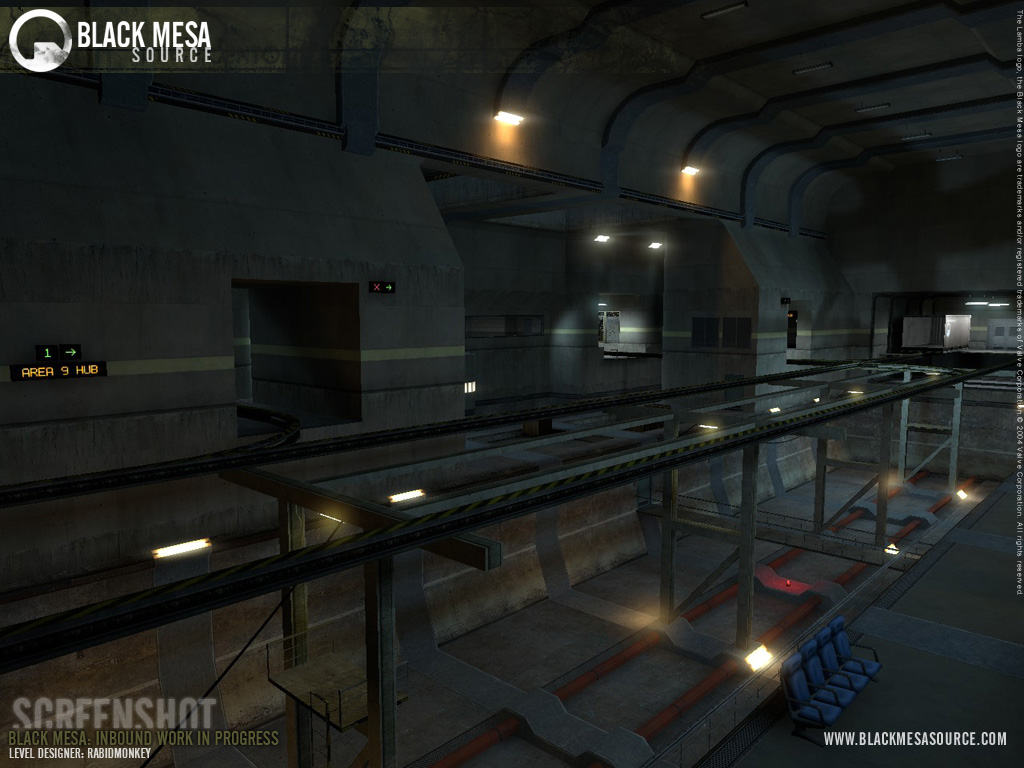 BLACK MESA
SOURCE
The Lamba logo, the Black Mesa logo are trademarks and/or registered trademarks of Valve Corporation. © 2004 Valve Corporation. All rights reserved.
X →
1 →
AREA 9 HUB
SCREENSHOT
BLACK MESA: INBOUND WORK IN PROGRESS
LEVEL DESIGNER: RABIDMONKEY
WWW.BLACKMESASOURCE.COM